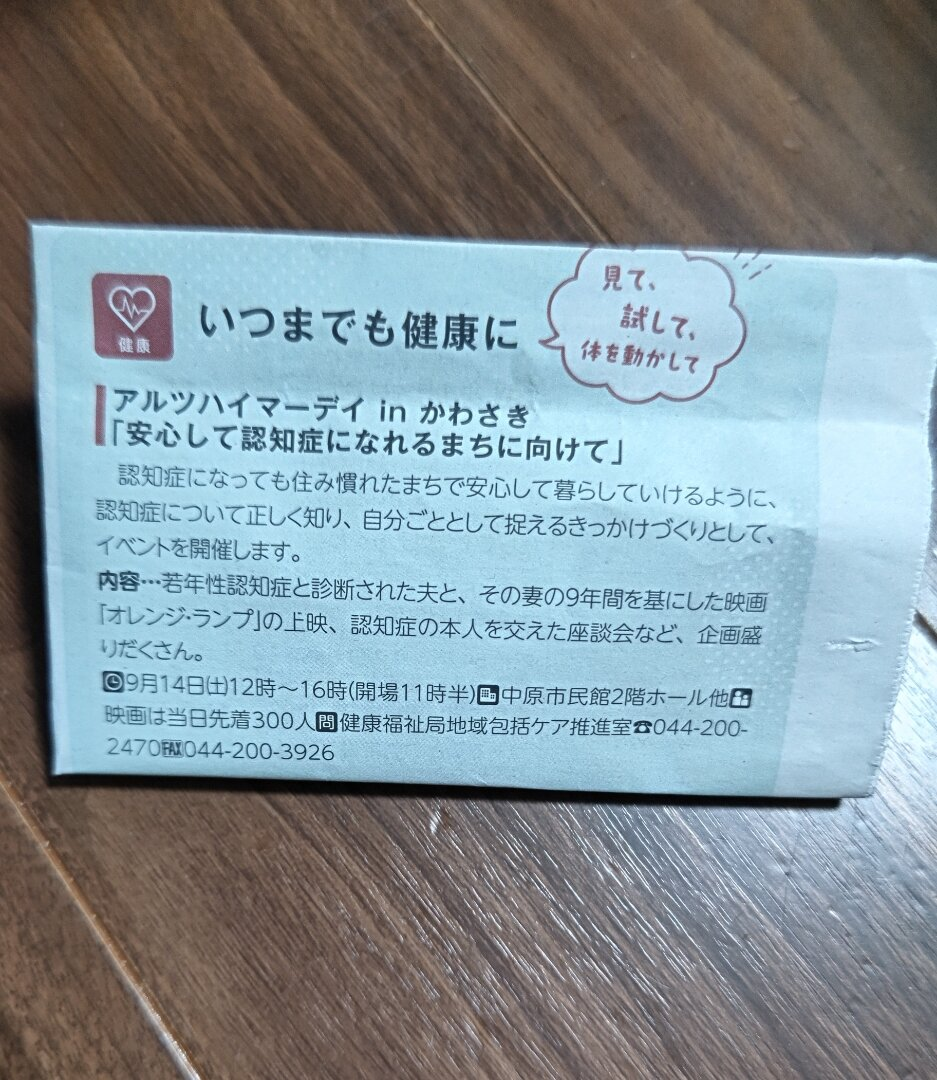 健康
いつまでも健康に
見て、
試して、
体を動かして
アルツハイマーデイ in かわさき
「安心して認知症になれるまちに向けて」
認知症になっても住み慣れたまちで安心して暮らしていけるように、
認知症について正しく知り、自分ごととして捉えるきっかけづくりとして、
イベントを開催します。
内容…若年性認知症と診断された夫と、その妻の9年間を基にした映画
「オレンジ・ランプ」の上映、認知症の本人を交えた座談会など、企画盛
りだくさん。
9月14日(土)12時～16時(開場11時半)中原市民館2階ホール他
映画は当日先着300人問健康福祉局地域包括ケア推進室☎044-200-
2470FAX044-200-3926